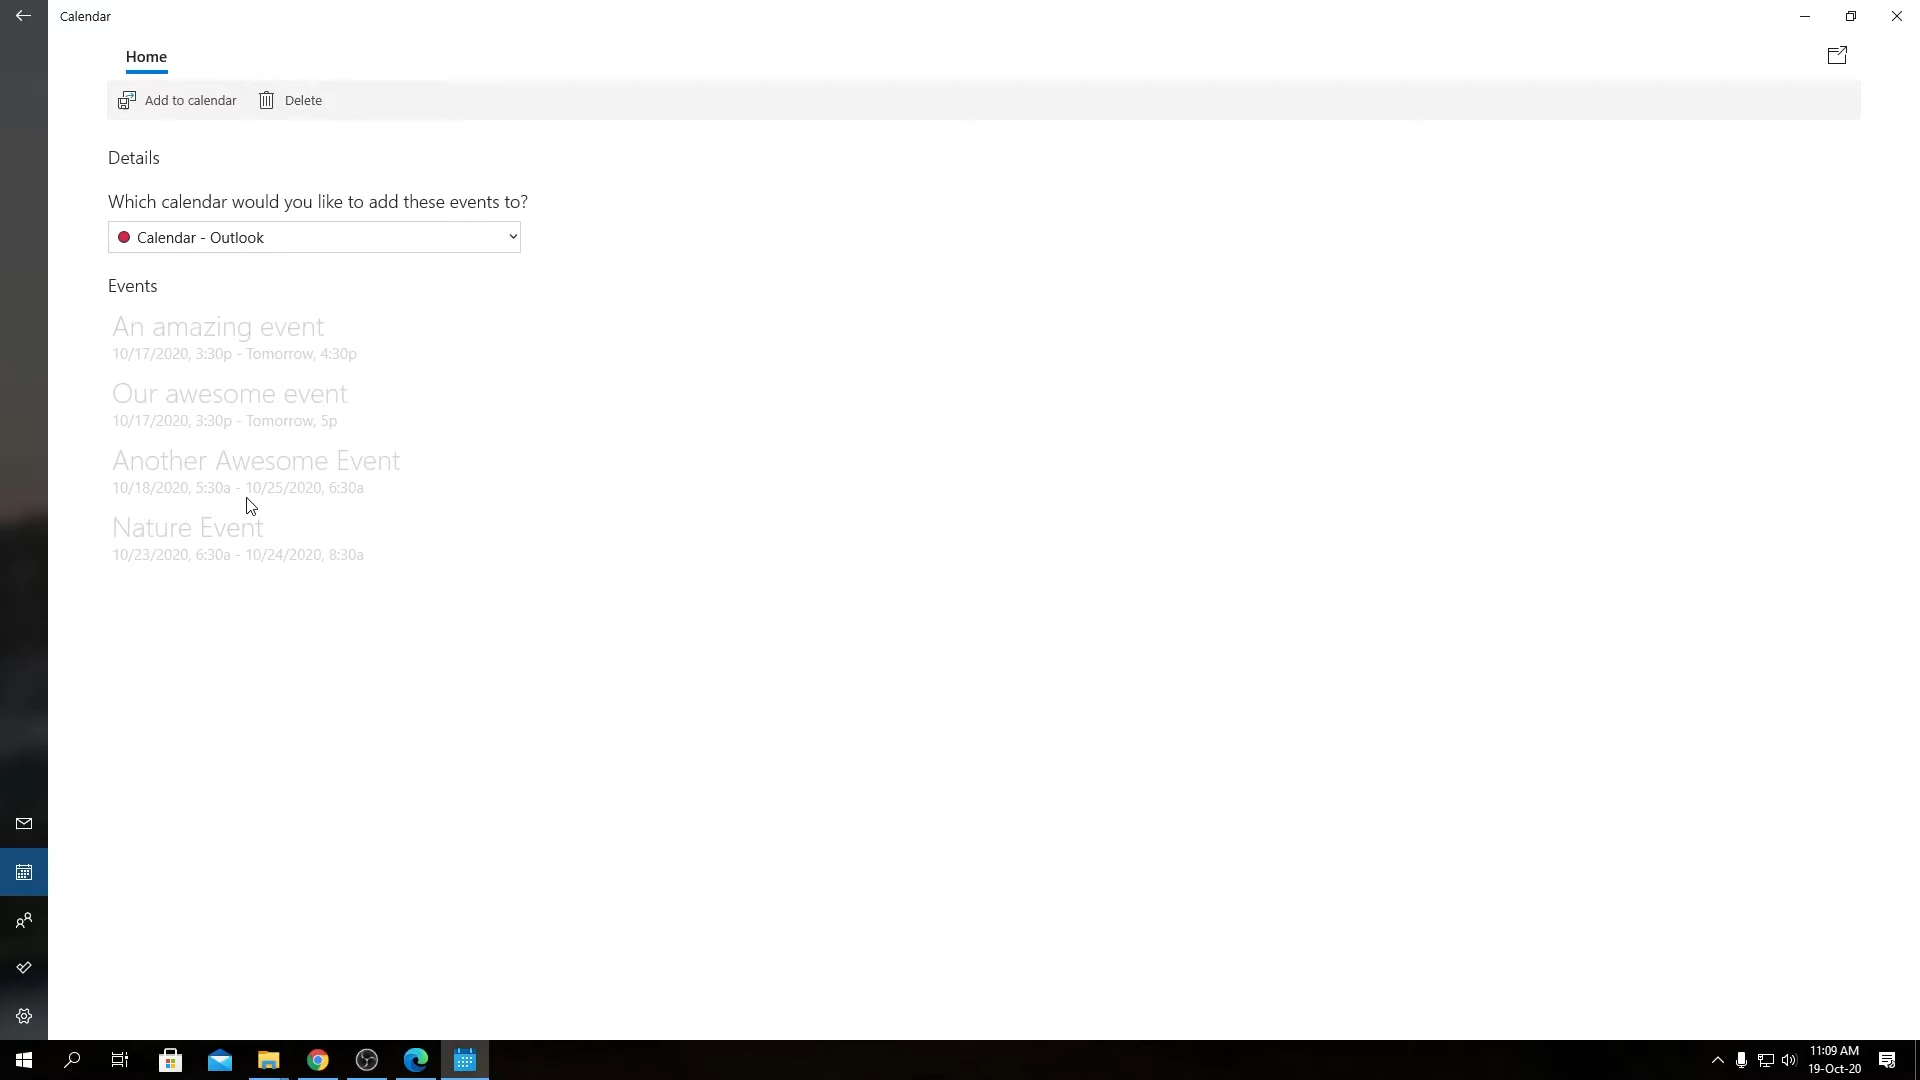 Calendar
Home
Add to calendar
Delete
Details
Which calendar would you like to add these events to?
Calendar - Outlook
Events
An amazing event
10/17/2020, 3:30p - Tomorrow, 4:30p
Our awesome event
10/17/2020, 3:30p - Tomorrow, 5p
Another Awesome Event
10/18/2020, 5:30a - 10/25/2020, 6:30a
Nature Event
10/23/2020, 6:30a - 10/24/2020, 8:30a
11:09 AM
19-Oct-20